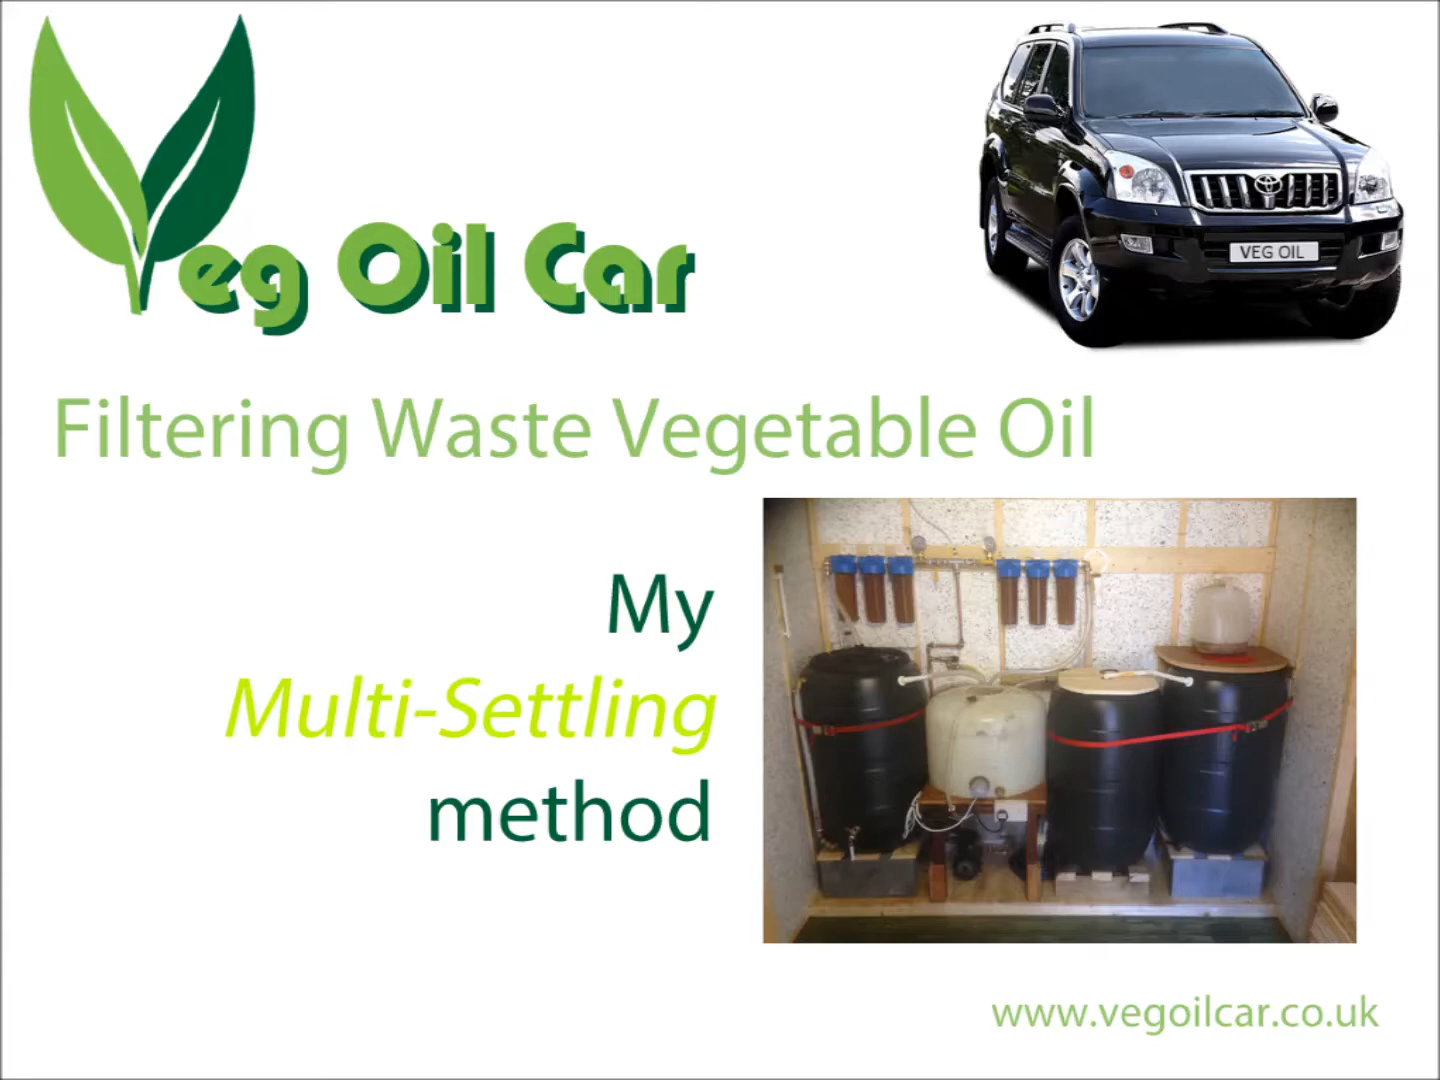 Veg Oil Car
VEG OIL
Filtering Waste Vegetable Oil
My
Multi-Settling
method
www.vegoilcar.co.uk